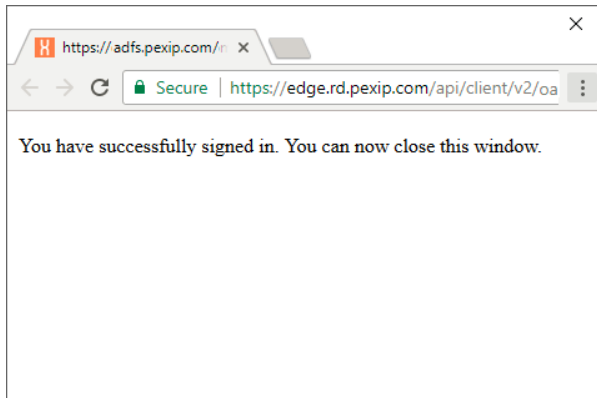 https://adfs.pexip.com/
Secure | https://edge.rd.pexip.com/api/client/v2/oa
You have successfully signed in. You can now close this window.